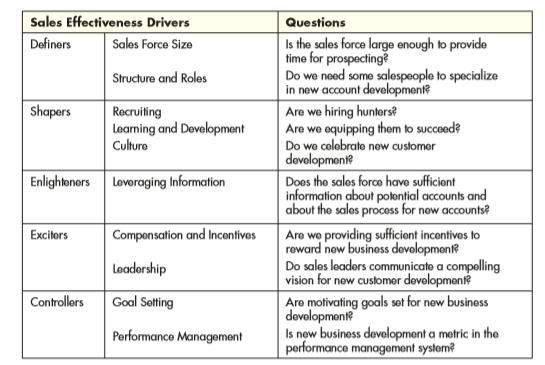 Sales Effectiveness Drivers Questions
Definers Sales Force Size Is the sales force large enough to provide
time for prospecting?
Structure and Roles Do we need some salespeople to specialize
in new account development?
Shapers Recruiting Are we hiring hunters?
Learning and Development Are we equipping them to succeed?
Culture Do we celebrate new customer
development?
Enlighteners Leveraging Information Does the sales force have sufficient
information about potential accounts and
about the sales process for new accounts?
Exciters Compensation and Incentives Are we providing sufficient incentives to
reward new business development?
Leadership Do sales leaders communicate a compelling
vision for new customer development?
Controllers Goal Setting Are motivating goals set for new business
development?
Performance Management Is new business development a metric in the
performance management system?